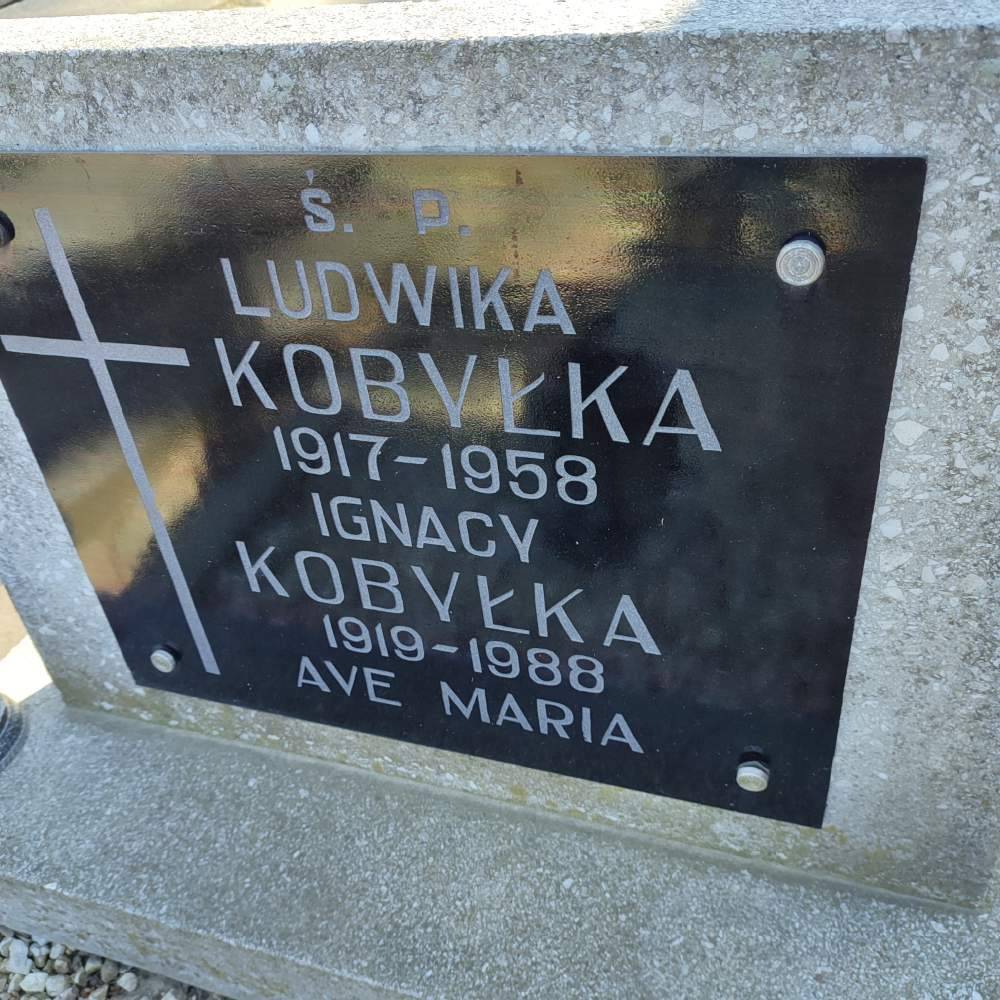 Ś. P.
LUDWIKA
KOBYŁKA
1917-1958
IGNACY
KOBYŁKA
1919-1988
AVE MARIA